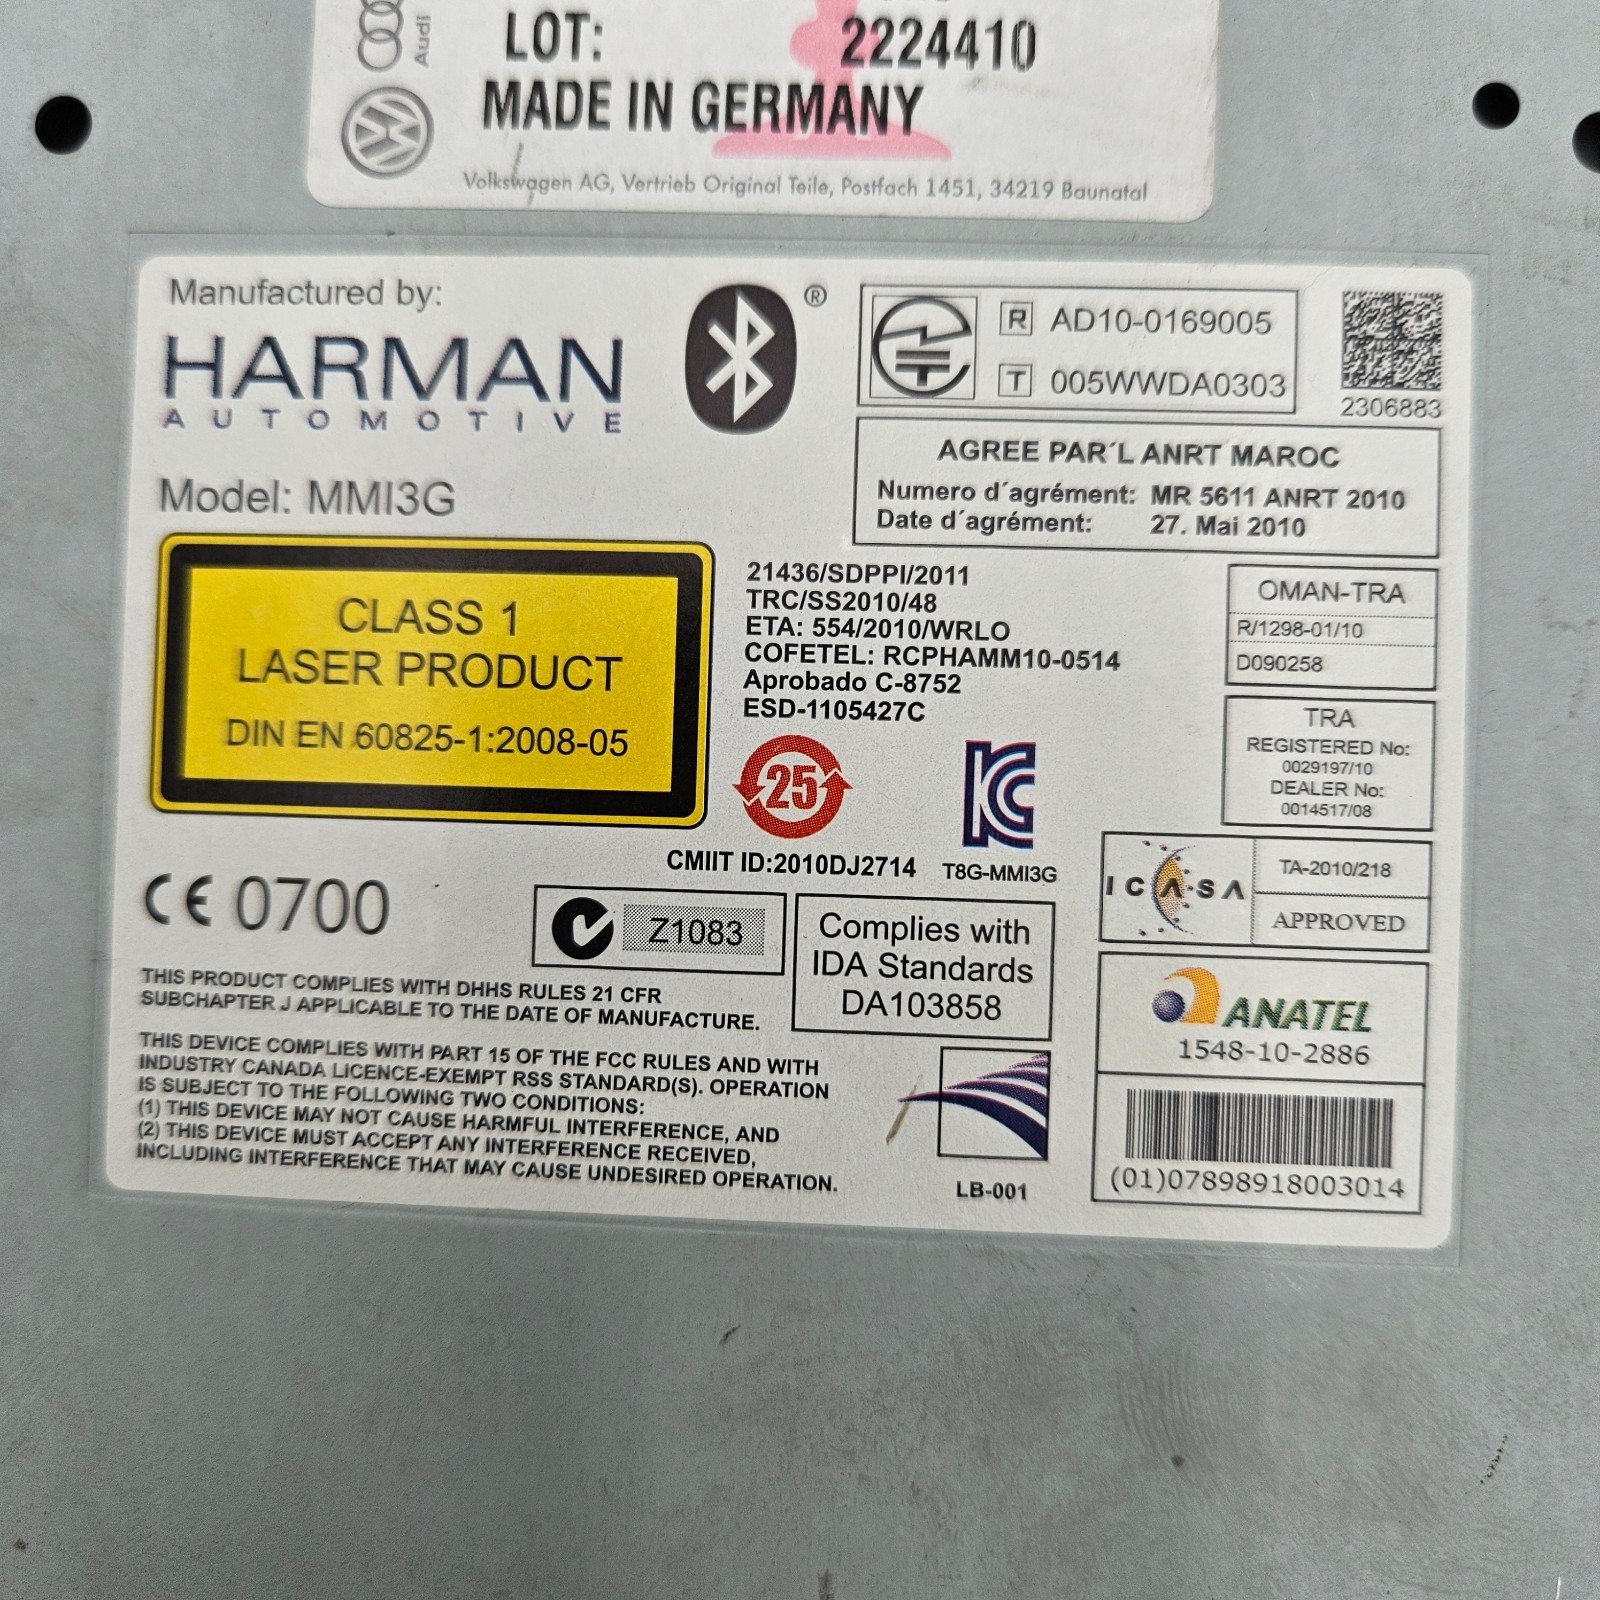 Audi
LOT: 2224410
MADE IN GERMANY
Volkswagen AG, Vertrieb Original Teile, Postfach 1451, 34219 Baunatal
Manufactured by:
HARMAN
AUTOMOTIVE
®
R AD10-0169005
T 005WWDA0303
2306883
Model: MMI3G
AGREE PAR´L ANRT MAROC
Numero d´agrément: MR 5611 ANRT 2010
Date d´agrément: 27. Mai 2010
CLASS 1
LASER PRODUCT
DIN EN 60825-1:2008-05
21436/SDPPI/2011
TRC/SS2010/48
ETA: 554/2010/WRLO
COFETEL: RCPHAMM10-0514
Aprobado C-8752
ESD-1105427C
OMAN-TRA
R/1298-01/10
D090258
TRA
REGISTERED No:
0029197/10
DEALER No:
0014517/08
25
CMIIT ID:2010DJ2714
KC
T8G-MMI3G
ICASA
TA-2010/218
APPROVED
CE 0700
Z1083
Complies with
IDA Standards
DA103858
ANATEL
1548-10-2886
(01)07898918003014
THIS PRODUCT COMPLIES WITH DHHS RULES 21 CFR
SUBCHAPTER J APPLICABLE TO THE DATE OF MANUFACTURE.
THIS DEVICE COMPLIES WITH PART 15 OF THE FCC RULES AND WITH
INDUSTRY CANADA LICENCE-EXEMPT RSS STANDARD(S). OPERATION
IS SUBJECT TO THE FOLLOWING TWO CONDITIONS:
(1) THIS DEVICE MAY NOT CAUSE HARMFUL INTERFERENCE, AND
(2) THIS DEVICE MUST ACCEPT ANY INTERFERENCE RECEIVED,
INCLUDING INTERFERENCE THAT MAY CAUSE UNDESIRED OPERATION.
LB-001